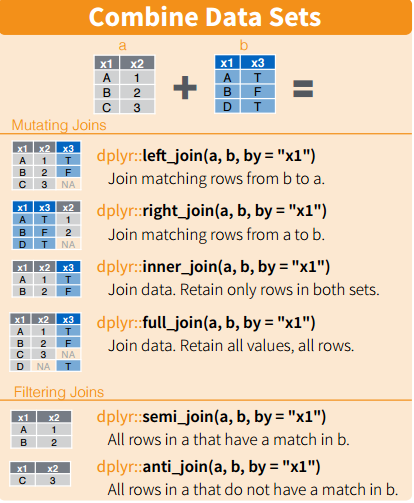 Combine Data Sets
a b
x1 x2 x1 x3
A 1 A T
B 2 B F
C 3 D T
+ =
Mutating Joins
x1 x2 x3
A 1 T
B 2 F
C 3 NA
dplyr::left_join(a, b, by = "x1")
Join matching rows from b to a.
x1 x3 x2
A T 1
B F 2
D T NA
dplyr::right_join(a, b, by = "x1")
Join matching rows from a to b.
x1 x2 x3
A 1 T
B 2 F
dplyr::inner_join(a, b, by = "x1")
Join data. Retain only rows in both sets.
x1 x2 x3
A 1 T
B 2 F
C 3 NA
D NA T
dplyr::full_join(a, b, by = "x1")
Join data. Retain all values, all rows.
Filtering Joins
x1 x2
A 1
B 2
dplyr::semi_join(a, b, by = "x1")
All rows in a that have a match in b.
x1 x2
C 3
dplyr::anti_join(a, b, by = "x1")
All rows in a that do not have a match in b.